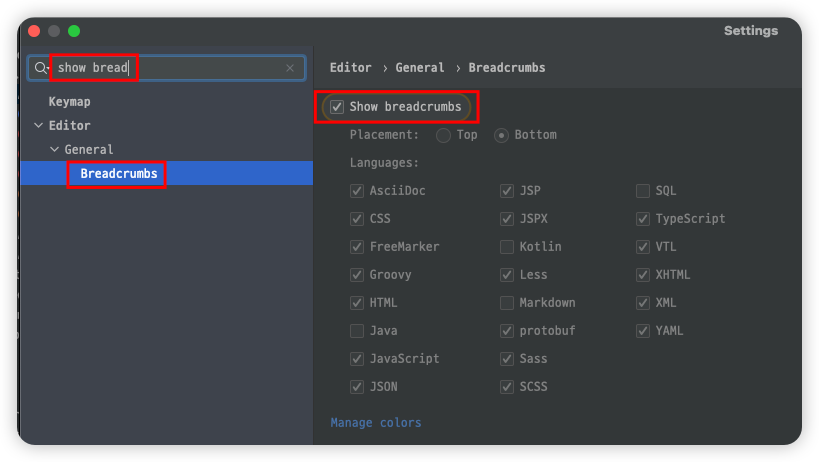 Settings
show bread
Keymap
Editor
General
Breadcrumbs
Editor › General › Breadcrumbs
Show breadcrumbs
Placement: Top Bottom
Languages:
AsciiDoc JSP SQL
CSS JSPX TypeScript
FreeMarker Kotlin VTL
Groovy Less XHTML
HTML Markdown XML
Java protobuf YAML
JavaScript Sass
JSON SCSS
Manage colors